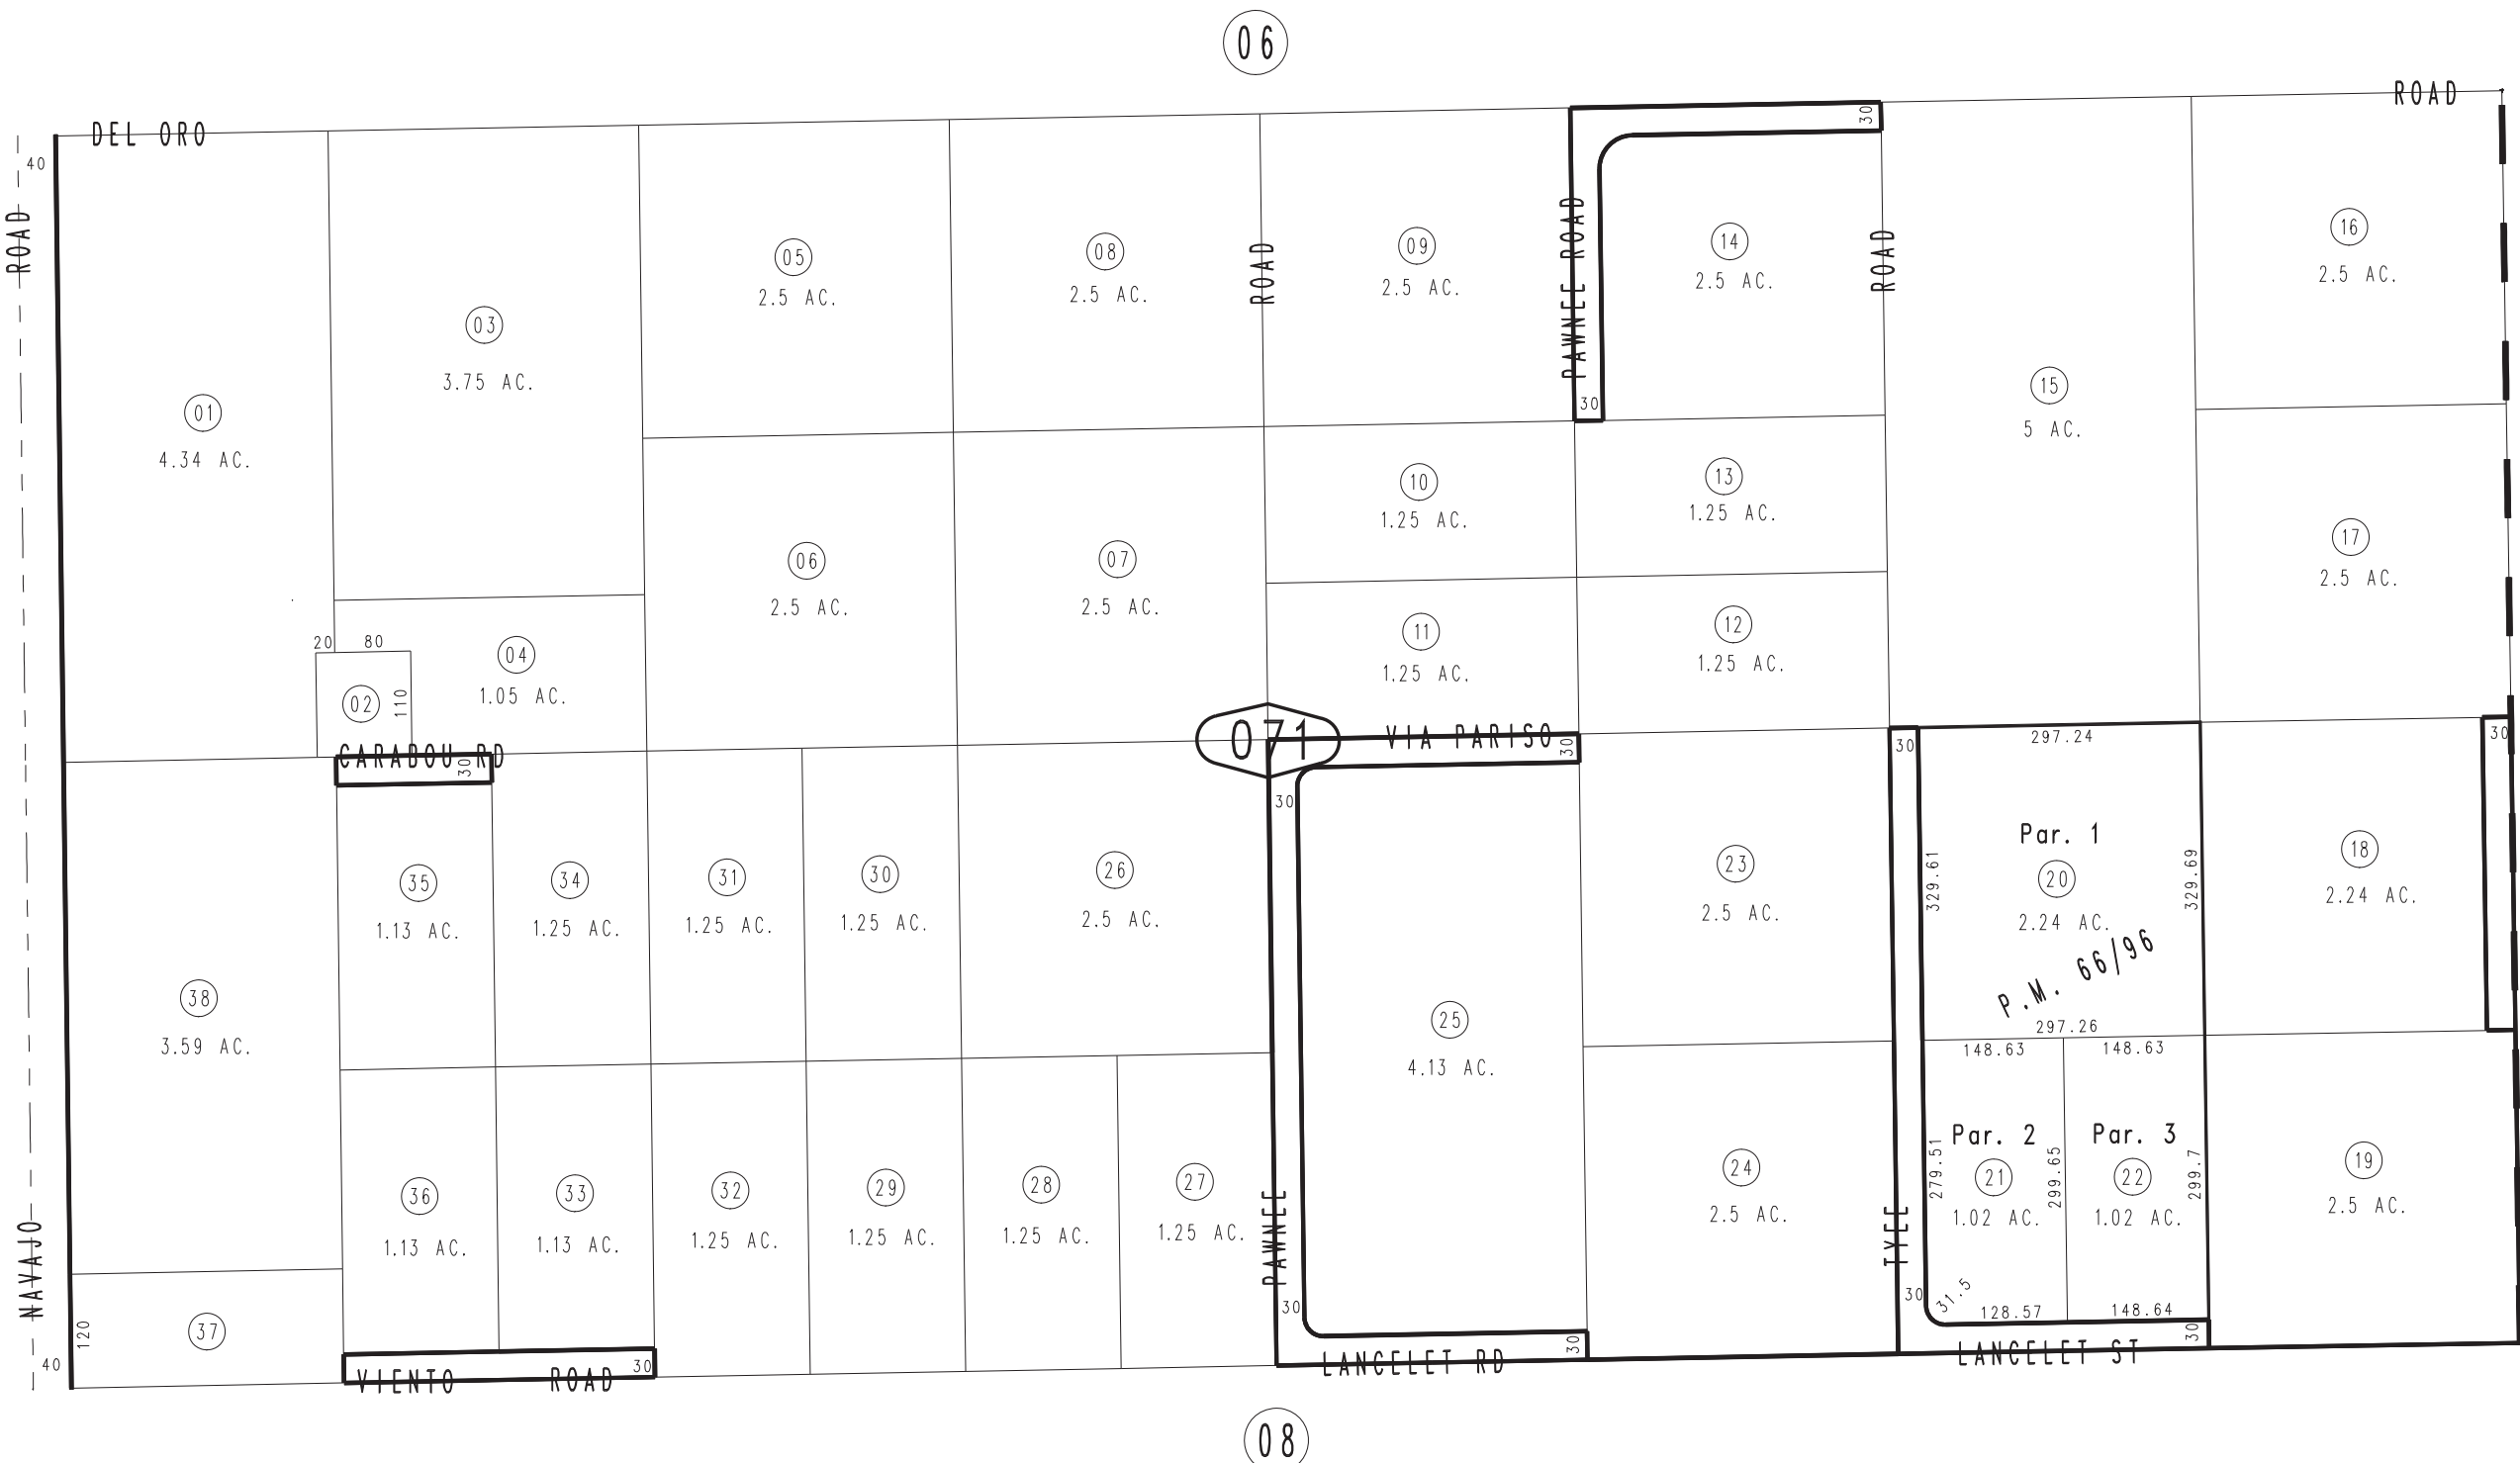 06
DEL ORO
ROAD
40
ROAD
30
PAWNEE ROAD
30
ROAD
ROAD
01
4.34 AC.
03
3.75 AC.
05
2.5 AC.
08
2.5 AC.
09
2.5 AC.
14
2.5 AC.
15
5 AC.
16
2.5 AC.
06
2.5 AC.
07
2.5 AC.
10
1.25 AC.
13
1.25 AC.
17
2.5 AC.
11
1.25 AC.
12
1.25 AC.
20
80
110
02
04
1.05 AC.
CARABOU RD
30
071
VIA PARISO
30
30
30
297.24
30
35
1.13 AC.
34
1.25 AC.
31
1.25 AC.
30
1.25 AC.
26
2.5 AC.
23
2.5 AC.
329.61
Par. 1
20
2.24 AC.
329.69
P.M. 66/96
297.26
18
2.24 AC.
38
3.59 AC.
25
4.13 AC.
148.63
148.63
36
1.13 AC.
33
1.13 AC.
32
1.25 AC.
29
1.25 AC.
28
1.25 AC.
27
1.25 AC.
PAWNEE
30
24
2.5 AC.
TYEE
30
279.51
Par. 2
21
1.02 AC.
299.65
Par. 3
22
1.02 AC.
299.7
19
2.5 AC.
31.5
128.57
148.64
30
NAVAJO
120
37
40
VIENTO ROAD
30
LANCELET RD
30
LANCELET ST
08